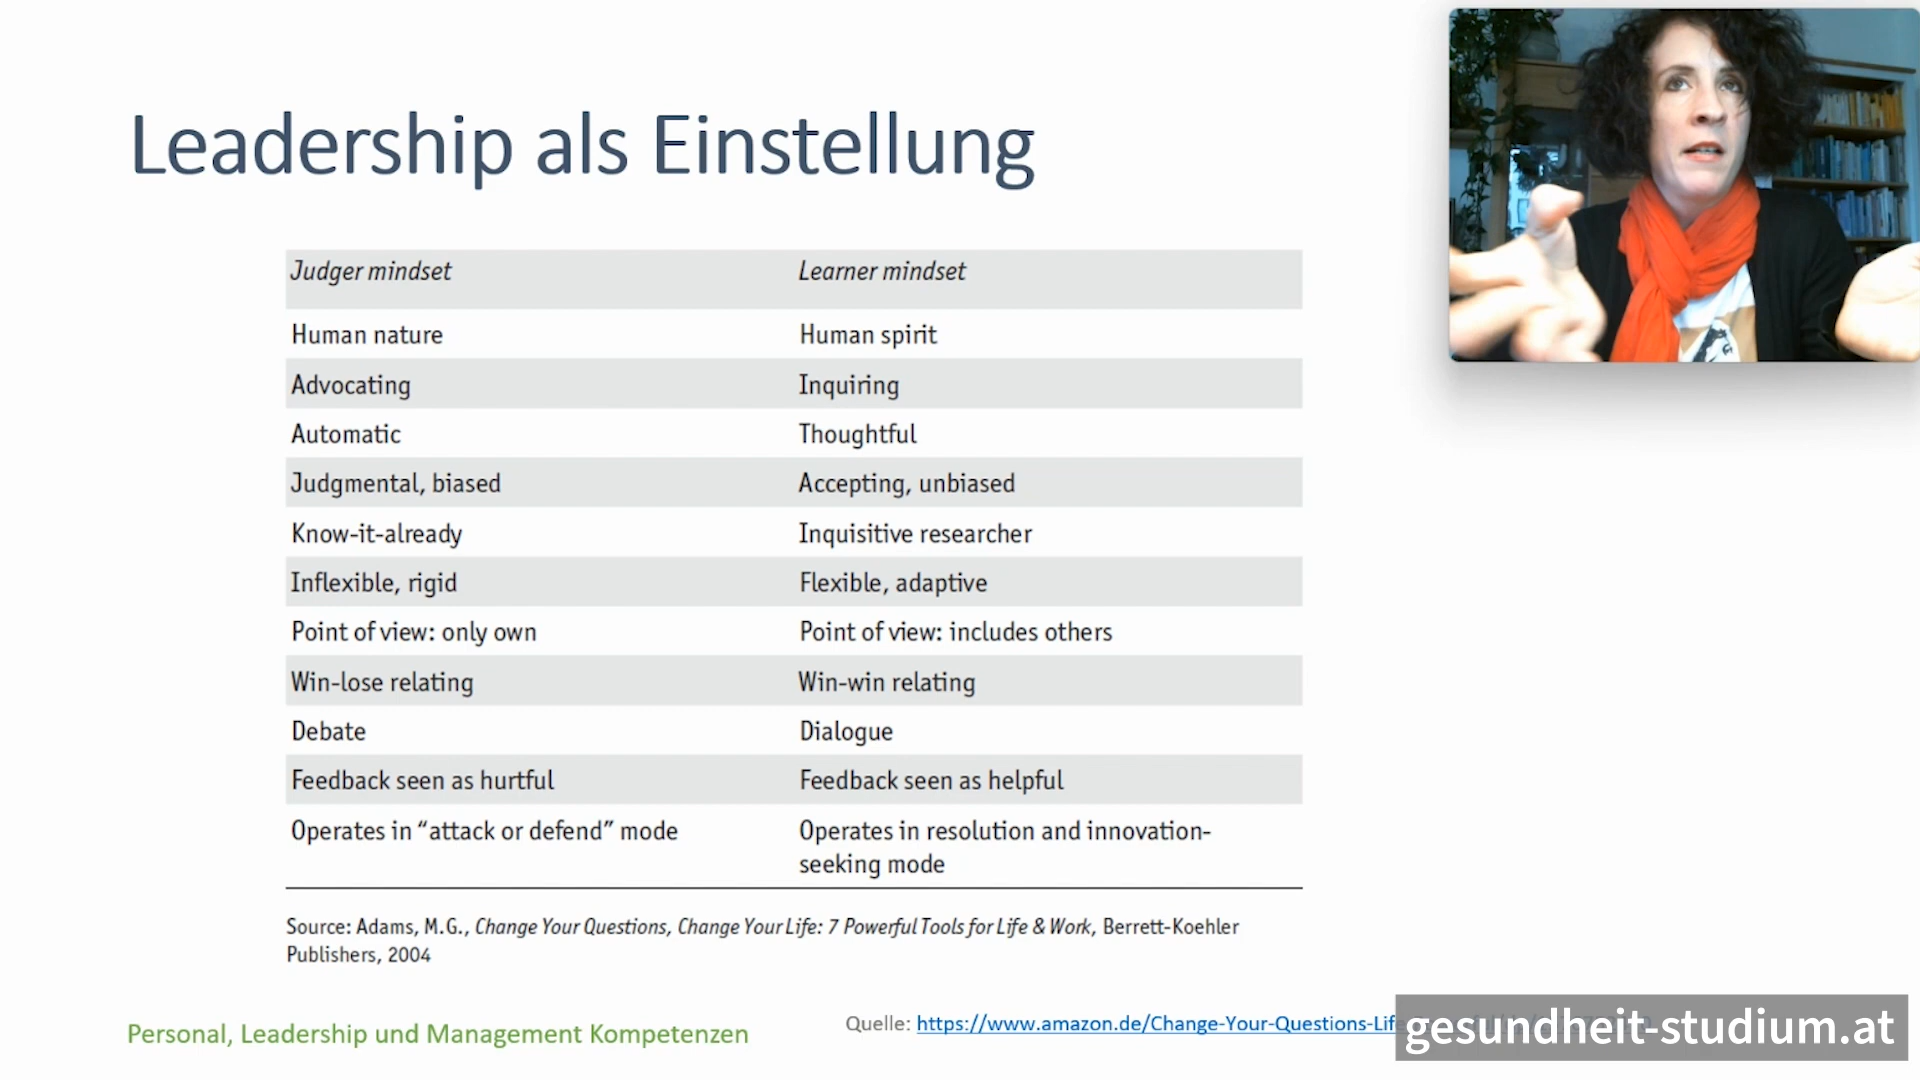 Leadership als Einstellung
Judger mindset Learner mindset
Human nature Human spirit
Advocating Inquiring
Automatic Thoughtful
Judgmental, biased Accepting, unbiased
Know-it-already Inquisitive researcher
Inflexible, rigid Flexible, adaptive
Point of view: only own Point of view: includes others
Win-lose relating Win-win relating
Debate Dialogue
Feedback seen as hurtful Feedback seen as helpful
Operates in “attack or defend” mode Operates in resolution and innovation-
seeking mode
Source: Adams, M.G., Change Your Questions, Change Your Life: 7 Powerful Tools for Life & Work, Berrett-Koehler
Publishers, 2004
Personal, Leadership und Management Kompetenzen
Quelle: https://www.amazon.de/Change-Your-Questions-Life
gesundheit-studium.at